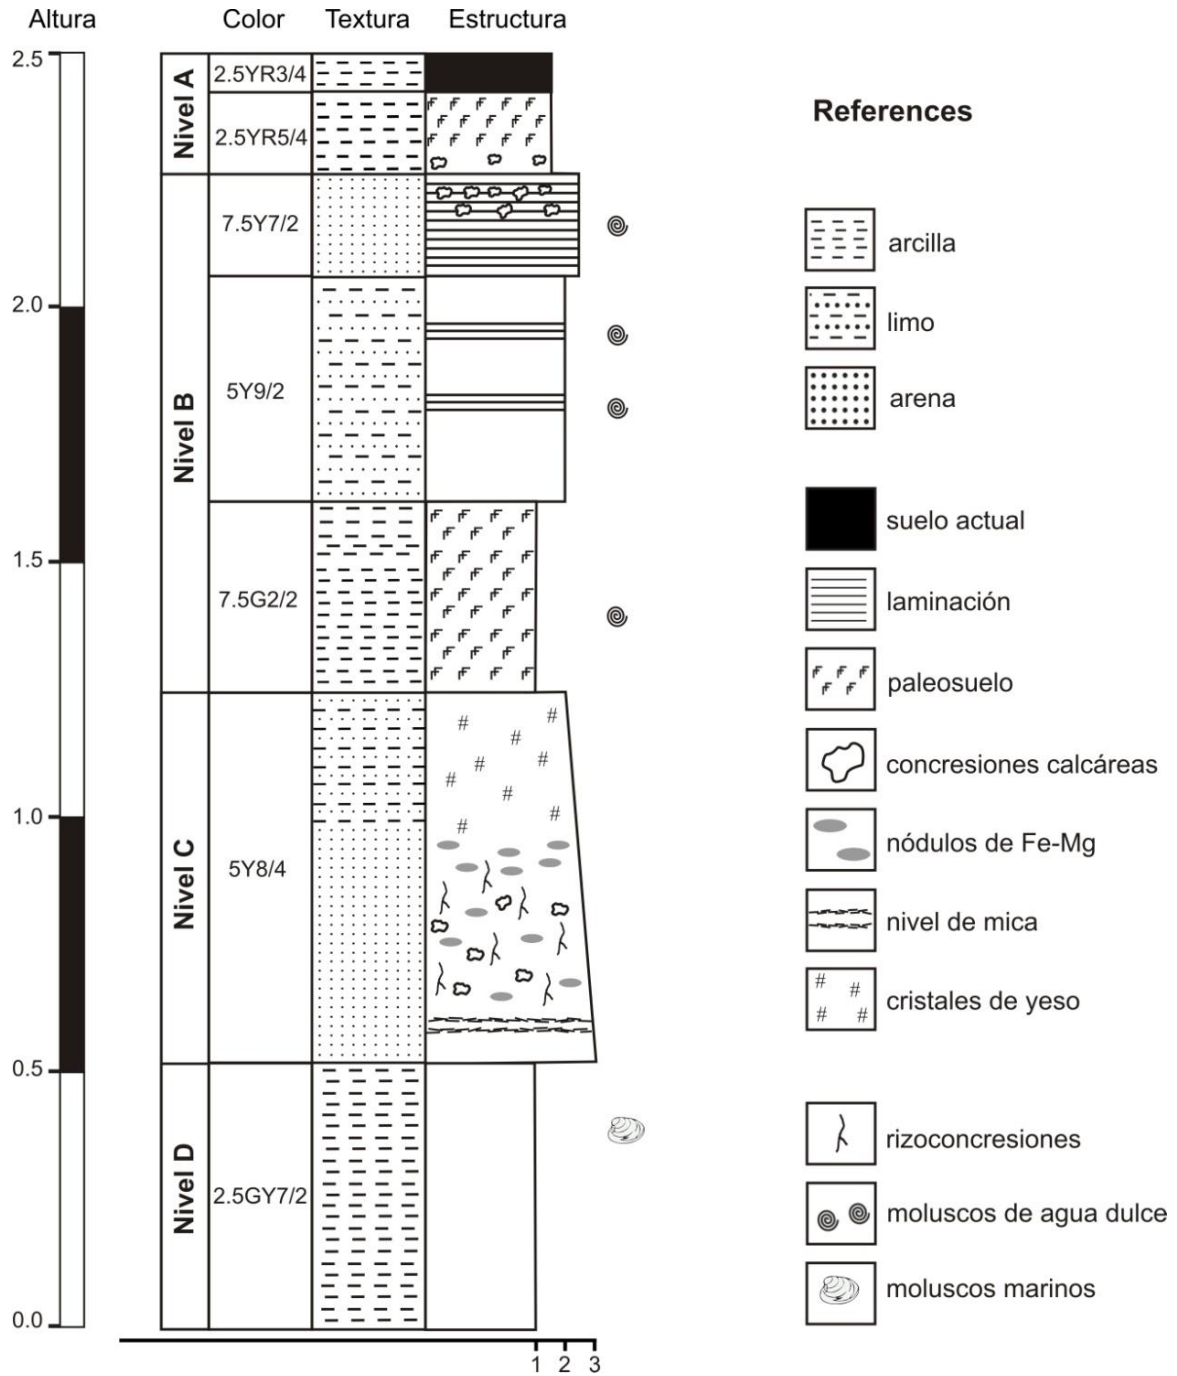 Altura Color Textura Estructura
2.5
2.0
1.5
1.0
0.5
0.0
Nivel A
2.5YR3/4
2.5YR5/4
Nivel B
7.5Y7/2
5Y9/2
7.5G2/2
Nivel C
5Y8/4
Nivel D
2.5GY7/2
1 2 3
References
arcilla
limo
arena
suelo actual
laminación
paleosuelo
concresiones calcáreas
nódulos de Fe-Mg
nivel de mica
cristales de yeso
rizoconcresiones
moluscos de agua dulce
moluscos marinos